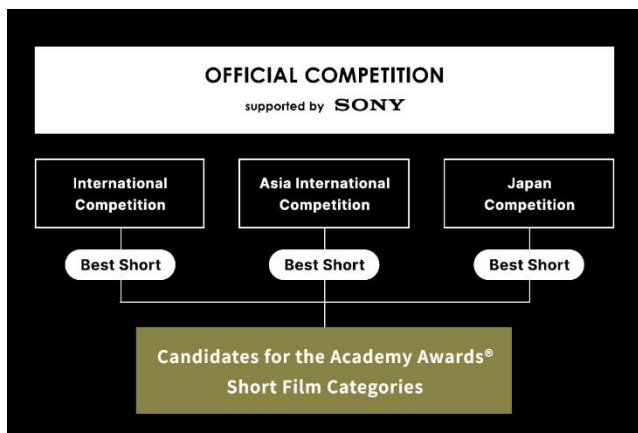 OFFICIAL COMPETITION
supported by SONY
International
Competition
Asia International
Competition
Japan
Competition
Best Short
Best Short
Best Short
Candidates for the Academy Awards®
Short Film Categories